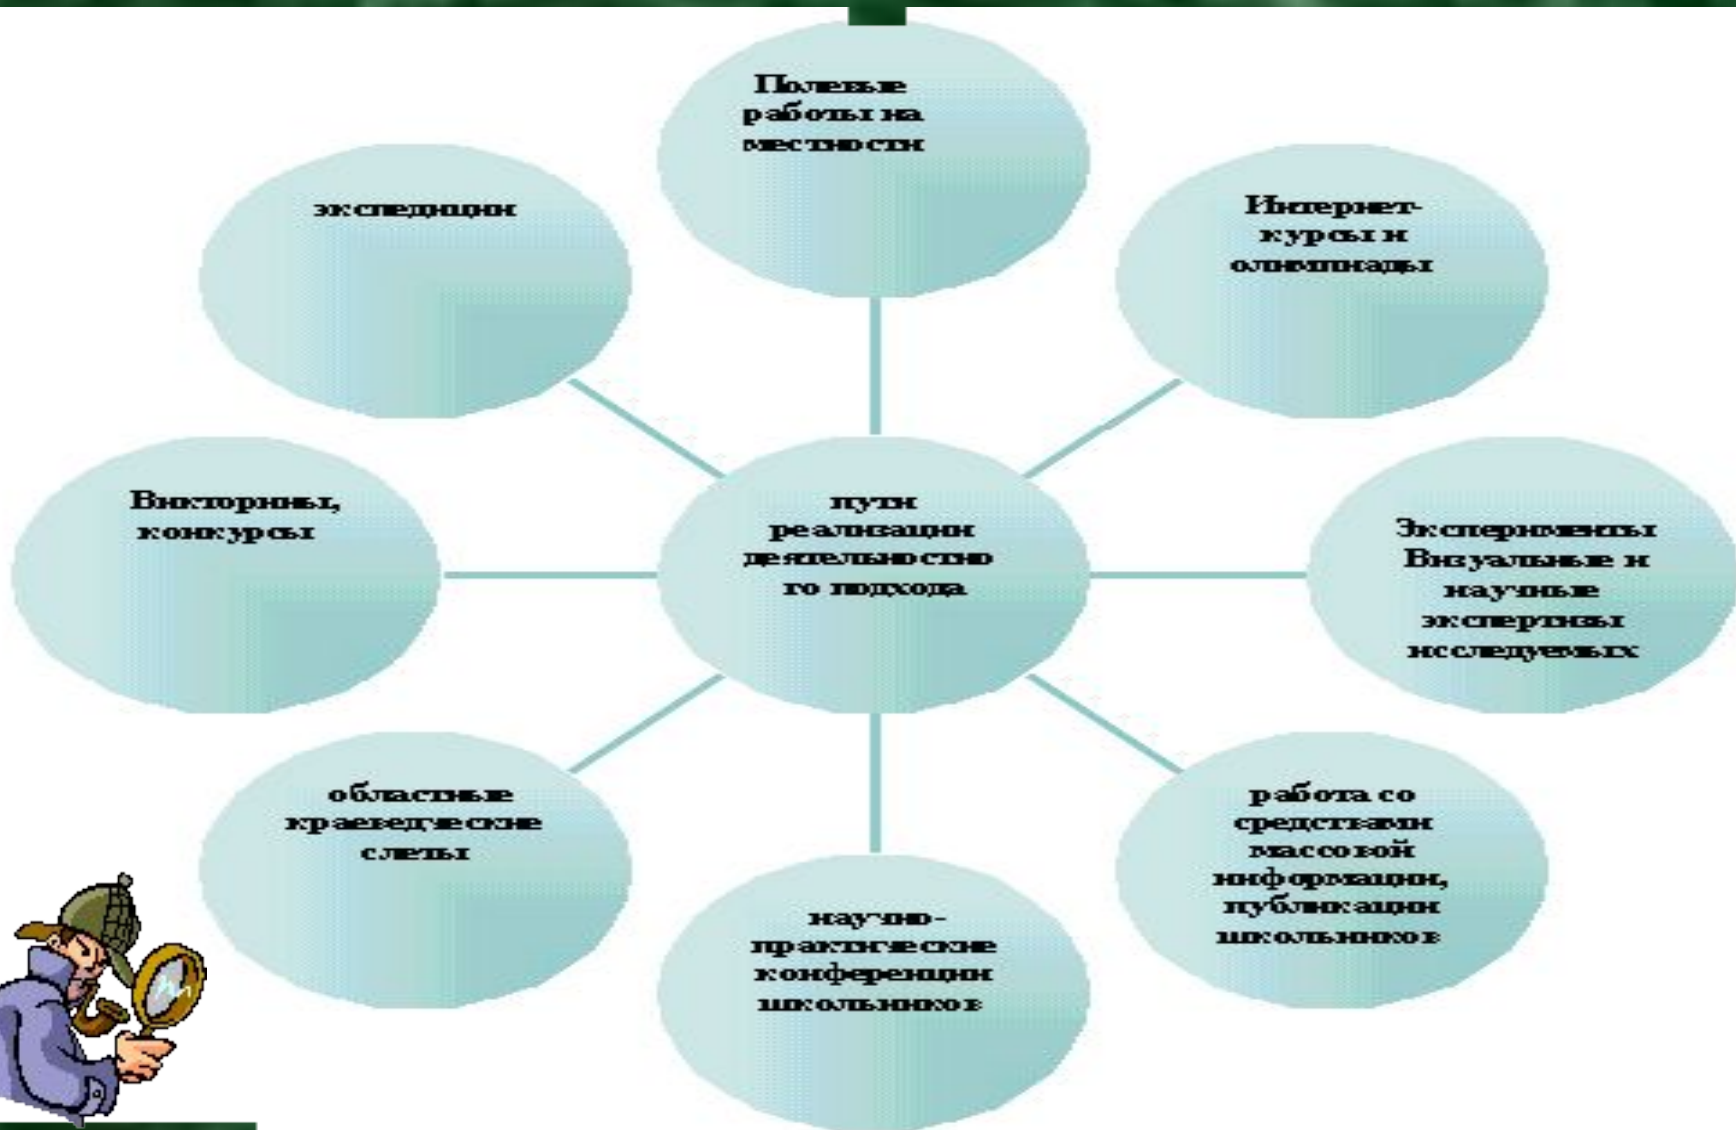 Полевые
работы на
местности
Интернет-
курсы и
олимпиады
Эксперименты
Визуальные и
научные
экспертизы
исследуемых
работа со
средствами
массовой
информации,
публикации
школьников
научно-
практические
конференции
школьников
областные
краеведческие
слеты
Викторины,
конкурсы
экспедиции
пути
реализации
деятельностно
го подхода